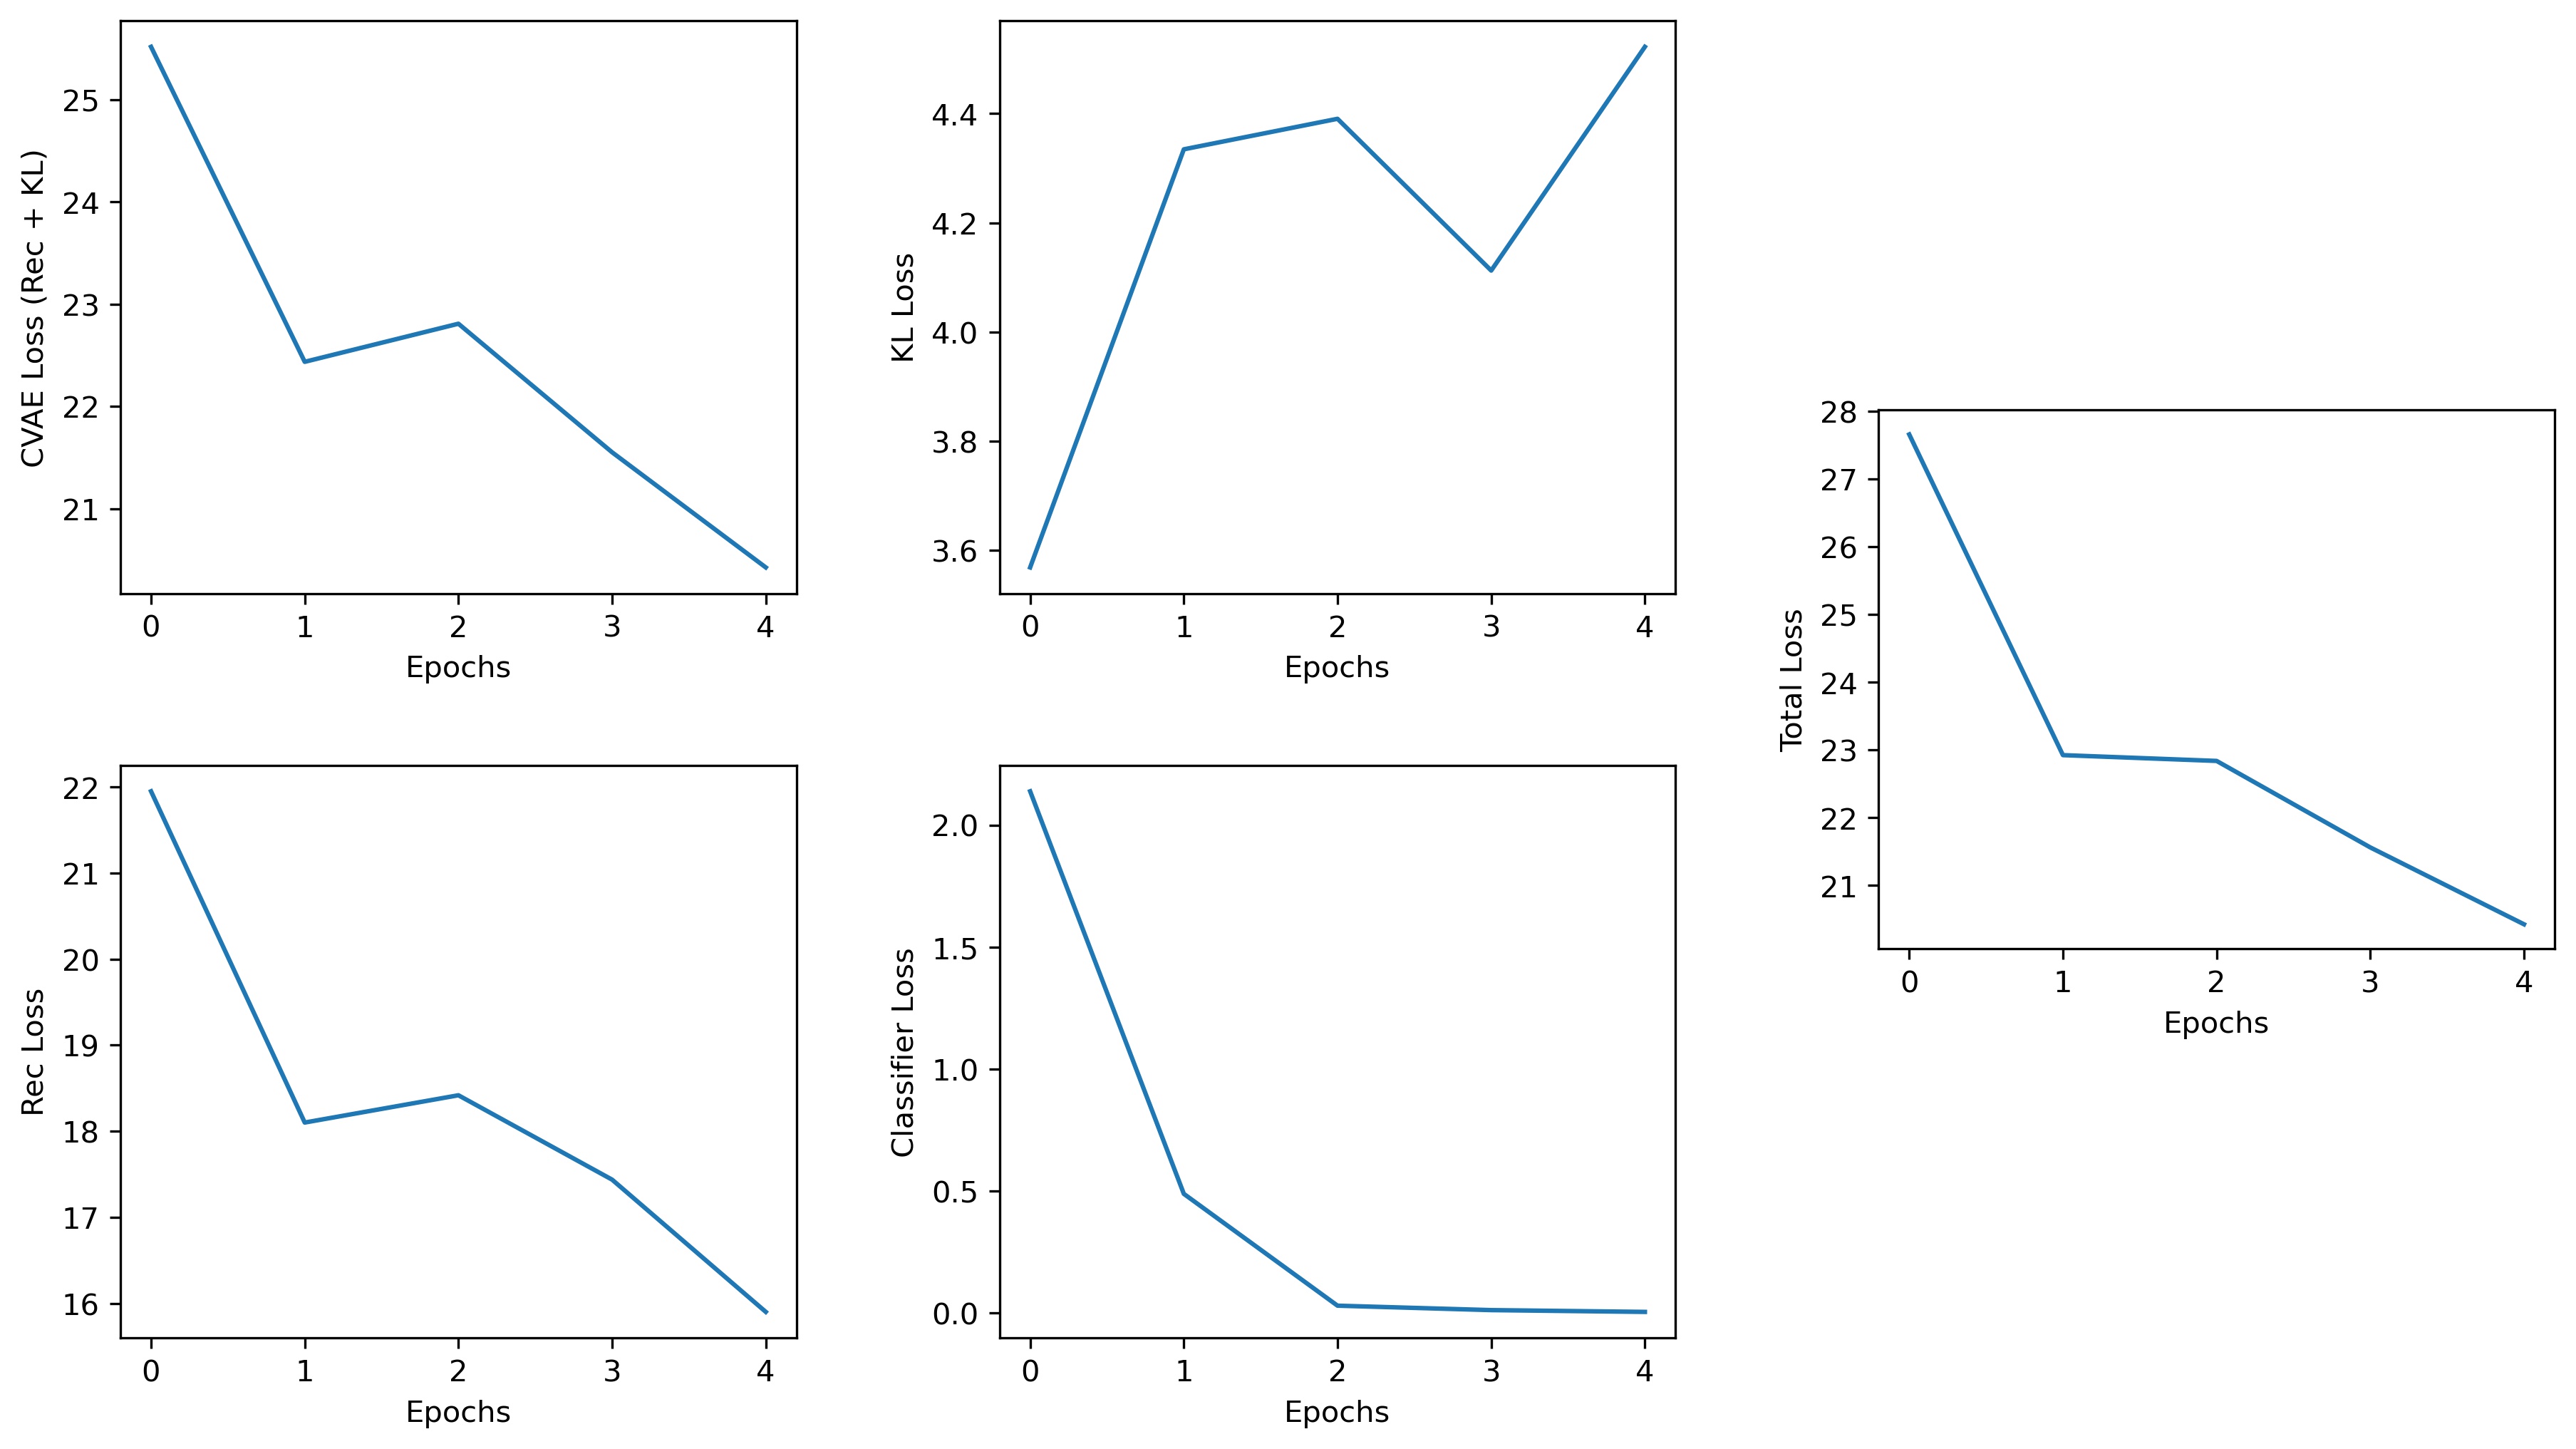 CVAE Loss (Rec + KL)
25
24
23
22
21
0 1 2 3 4
Epochs
KL Loss
4.4
4.2
4.0
3.8
3.6
0 1 2 3 4
Epochs
Rec Loss
22
21
20
19
18
17
16
0 1 2 3 4
Epochs
Classifier Loss
2.0
1.5
1.0
0.5
0.0
0 1 2 3 4
Epochs
Total Loss
28
27
26
25
24
23
22
21
0 1 2 3 4
Epochs